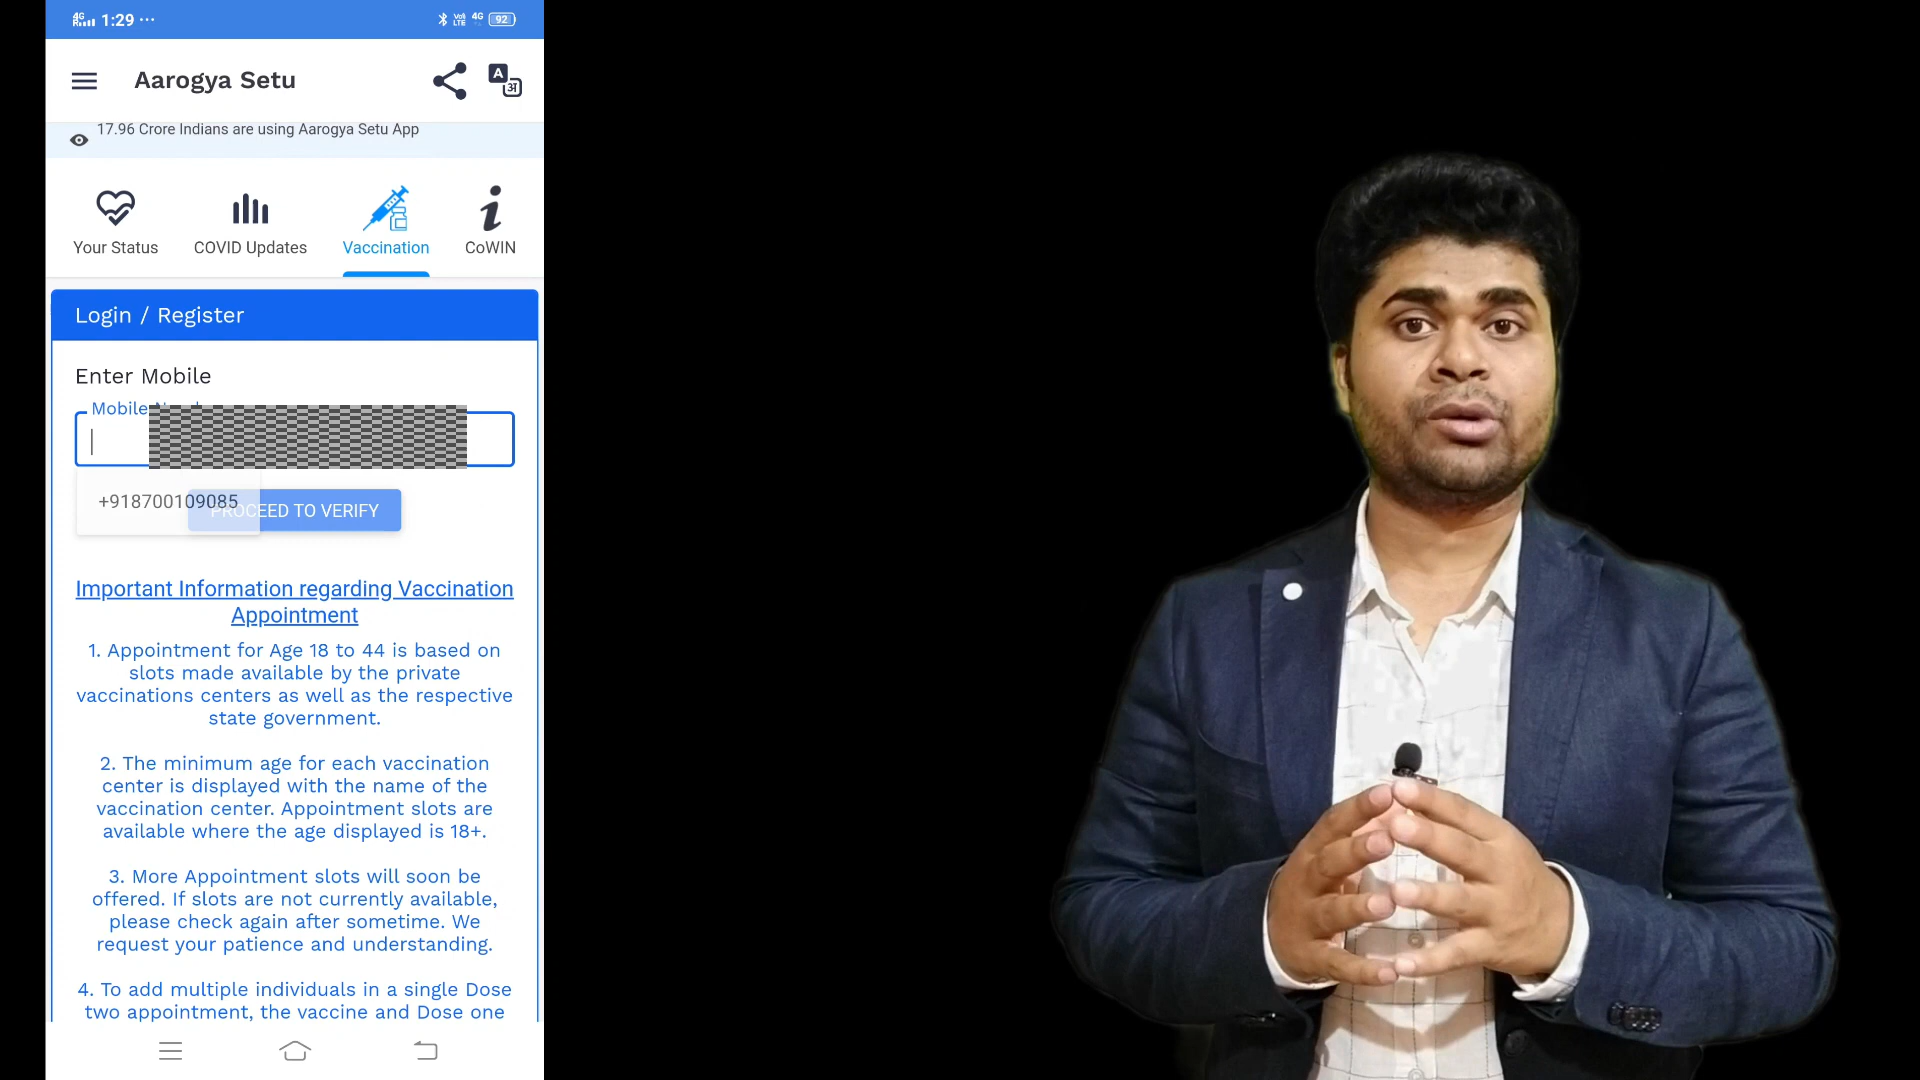 4G R 1:29 ...
VoLTE 4G 92
Aarogya Setu
A अ
17.96 Crore Indians are using Aarogya Setu App
Your Status COVID Updates Vaccination CoWIN
Login / Register
Enter Mobile
Mobile
+918700109085
PROCEED TO VERIFY
Important Information regarding Vaccination
Appointment
1. Appointment for Age 18 to 44 is based on
slots made available by the private
vaccinations centers as well as the respective
state government.
2. The minimum age for each vaccination
center is displayed with the name of the
vaccination center. Appointment slots are
available where the age displayed is 18+.
3. More Appointment slots will soon be
offered. If slots are not currently available,
please check again after sometime. We
request your patience and understanding.
4. To add multiple individuals in a single Dose
two appointment, the vaccine and Dose one